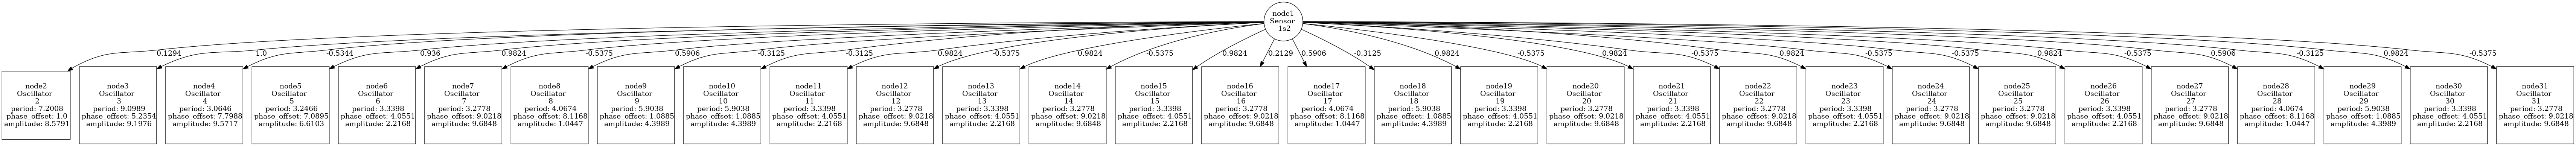 node1
Sensor
1s2
0.1294
1.0
-0.5344
0.936
0.9824
-0.5375
0.5906
-0.3125
-0.3125
0.9824
-0.5375
0.9824
-0.5375
0.9824
0.2129
0.5906
-0.3125
0.9824
-0.5375
0.9824
-0.5375
0.9824
-0.5375
-0.5375
0.9824
-0.5375
0.5906
-0.3125
0.9824
-0.5375
node2
Oscillator
2
period: 7.2008
phase_offset: 1.0
amplitude: 8.5791
node3
Oscillator
3
period: 9.0989
phase_offset: 5.2354
amplitude: 9.1976
node4
Oscillator
4
period: 3.0646
phase_offset: 7.7988
amplitude: 9.5717
node5
Oscillator
5
period: 3.2466
phase_offset: 7.0895
amplitude: 6.6103
node6
Oscillator
6
period: 3.3398
phase_offset: 4.0551
amplitude: 2.2168
node7
Oscillator
7
period: 3.2778
phase_offset: 9.0218
amplitude: 9.6848
node8
Oscillator
8
period: 4.0674
phase_offset: 8.1168
amplitude: 1.0447
node9
Oscillator
9
period: 5.9038
phase_offset: 1.0885
amplitude: 4.3989
node10
Oscillator
10
period: 5.9038
phase_offset: 1.0885
amplitude: 4.3989
node11
Oscillator
11
period: 3.3398
phase_offset: 4.0551
amplitude: 2.2168
node12
Oscillator
12
period: 3.2778
phase_offset: 9.0218
amplitude: 9.6848
node13
Oscillator
13
period: 3.3398
phase_offset: 4.0551
amplitude: 2.2168
node14
Oscillator
14
period: 3.2778
phase_offset: 9.0218
amplitude: 9.6848
node15
Oscillator
15
period: 3.3398
phase_offset: 4.0551
amplitude: 2.2168
node16
Oscillator
16
period: 3.2778
phase_offset: 9.0218
amplitude: 9.6848
node17
Oscillator
17
period: 4.0674
phase_offset: 8.1168
amplitude: 1.0447
node18
Oscillator
18
period: 5.9038
phase_offset: 1.0885
amplitude: 4.3989
node19
Oscillator
19
period: 3.3398
phase_offset: 4.0551
amplitude: 2.2168
node20
Oscillator
20
period: 3.2778
phase_offset: 9.0218
amplitude: 9.6848
node21
Oscillator
21
period: 3.3398
phase_offset: 4.0551
amplitude: 2.2168
node22
Oscillator
22
period: 3.2778
phase_offset: 9.0218
amplitude: 9.6848
node23
Oscillator
23
period: 3.3398
phase_offset: 4.0551
amplitude: 2.2168
node24
Oscillator
24
period: 3.2778
phase_offset: 9.0218
amplitude: 9.6848
node25
Oscillator
25
period: 3.2778
phase_offset: 9.0218
amplitude: 9.6848
node26
Oscillator
26
period: 3.3398
phase_offset: 4.0551
amplitude: 2.2168
node27
Oscillator
27
period: 3.2778
phase_offset: 9.0218
amplitude: 9.6848
node28
Oscillator
28
period: 4.0674
phase_offset: 8.1168
amplitude: 1.0447
node29
Oscillator
29
period: 5.9038
phase_offset: 1.0885
amplitude: 4.3989
node30
Oscillator
30
period: 3.3398
phase_offset: 4.0551
amplitude: 2.2168
node31
Oscillator
31
period: 3.2778
phase_offset: 9.0218
amplitude: 9.6848